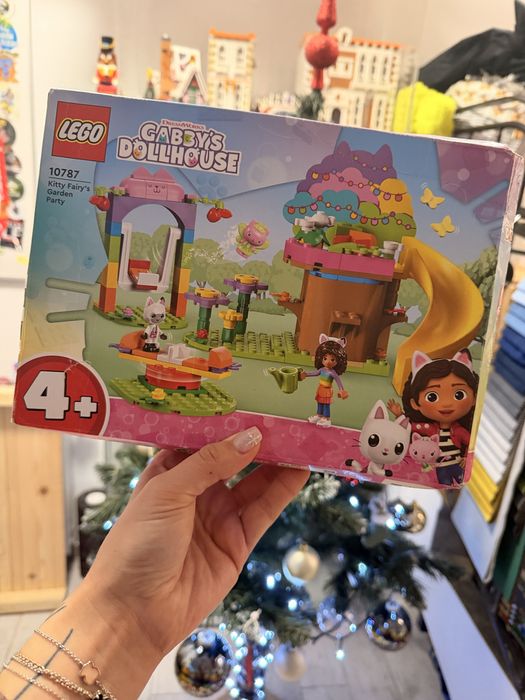 LEGO
DREAMWORKS
GABBY'S
DOLLHOUSE
10787
Kitty Fairy's
Garden
Party
4+